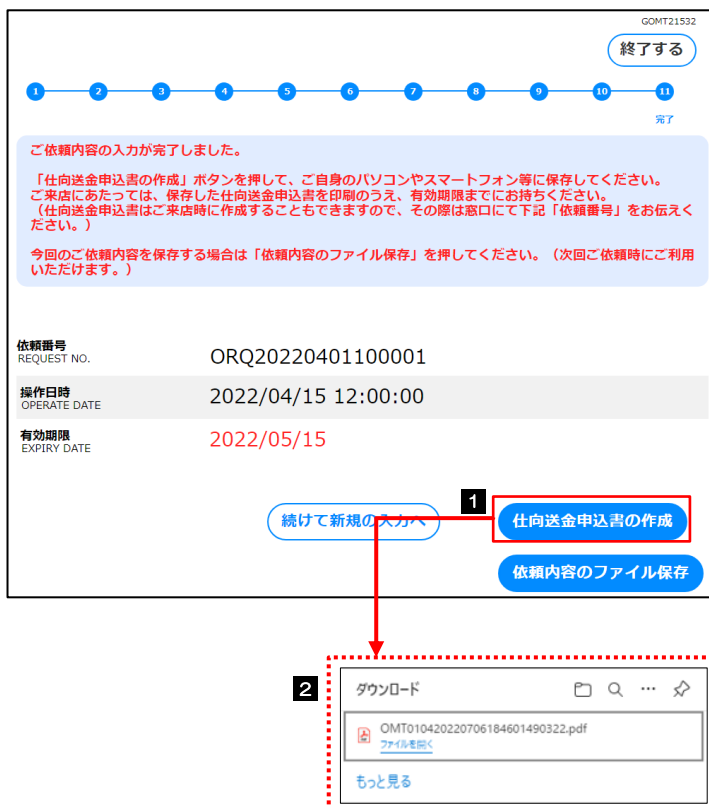 GOMT21532
終了する
1 2 3 4 5 6 7 8 9 10 11
完了
ご依頼内容の入力が完了しました。
「仕向送金申込書の作成」ボタンを押して、ご自身のパソコンやスマートフォン等に保存してください。
ご来店にあたっては、保存した仕向送金申込書を印刷のうえ、有効期限までにお持ちください。
（仕向送金申込書はご来店時に作成することもできますので、その際は窓口にて下記「依頼番号」をお伝えく
ださい。）
今回のご依頼内容を保存する場合は「依頼内容のファイル保存」を押してください。（次回ご依頼時にご利用
いただけます。）
依頼番号
REQUEST NO.
ORQ20220401100001
操作日時
OPERATE DATE
2022/04/15 12:00:00
有効期限
EXPIRY DATE
2022/05/15
1
続けて新規の入力へ
仕向送金申込書の作成
依頼内容のファイル保存
2
ダウンロード
OMT010420220706184601490322.pdf
ファイルを開く
もっと見る